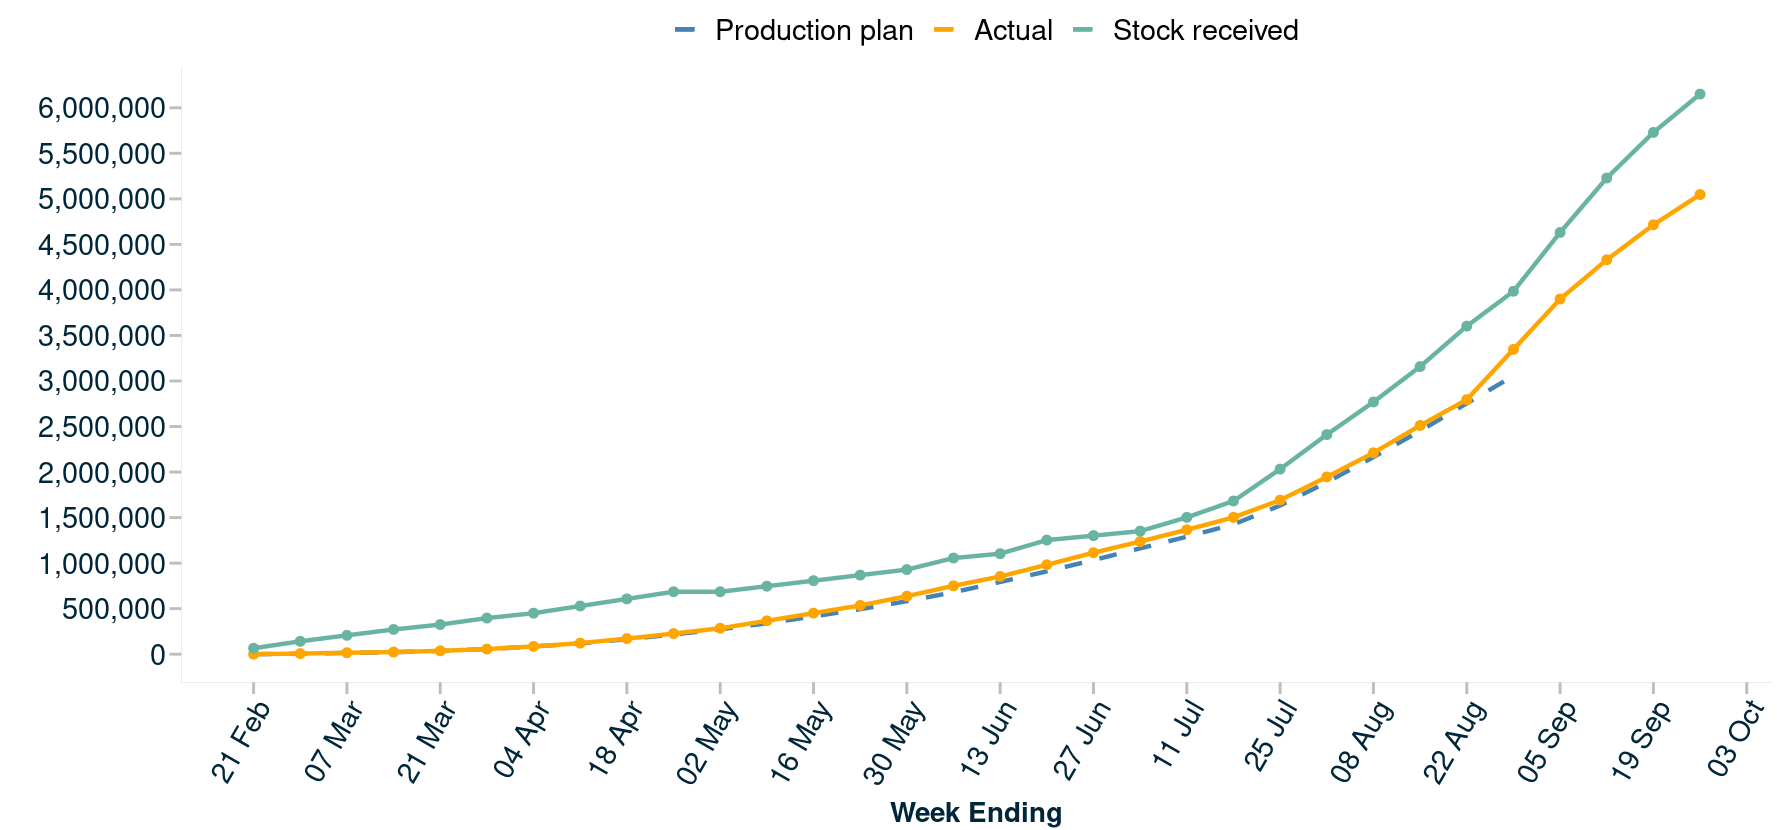 Production plan Actual Stock received
6,000,000
5,500,000
5,000,000
4,500,000
4,000,000
3,500,000
3,000,000
2,500,000
2,000,000
1,500,000
1,000,000
500,000
0
21 Feb
07 Mar
21 Mar
04 Apr
18 Apr
02 May
16 May
30 May
13 Jun
27 Jun
11 Jul
25 Jul
08 Aug
22 Aug
05 Sep
19 Sep
03 Oct
Week Ending